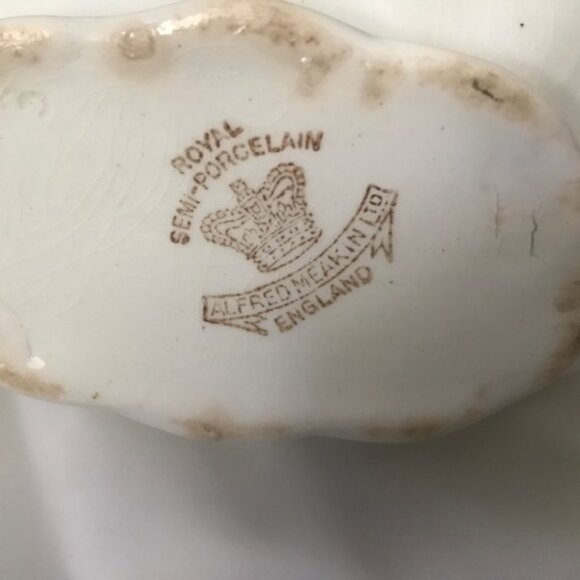 ROYAL
SEMI-PORCELAIN
ALFRED MEAKIN LTD
ENGLAND